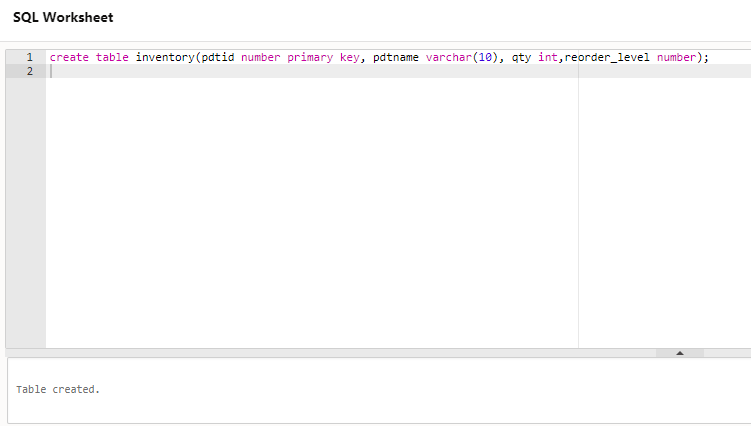 SQL Worksheet
1 create table inventory(pdtid number primary key, pdtname varchar(10), qty int,reorder_level number);
2
Table created.